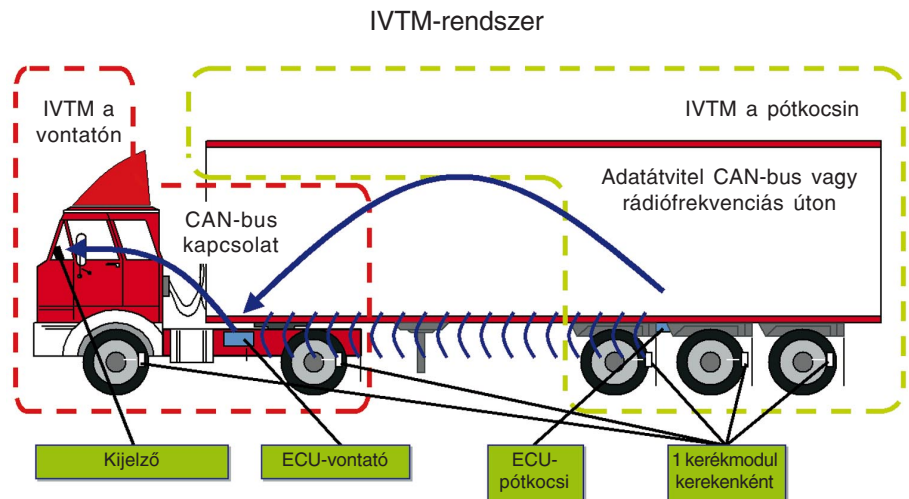 IVTM-rendszer
IVTM a
vontatón
IVTM a pótkocsin
Adatátvitel CAN-bus vagy
rádiófrekvenciás úton
CAN-bus
kapcsolat
Kijelző
ECU-vontató
ECU-
pótkocsi
1 kerékmodul
kerekenként